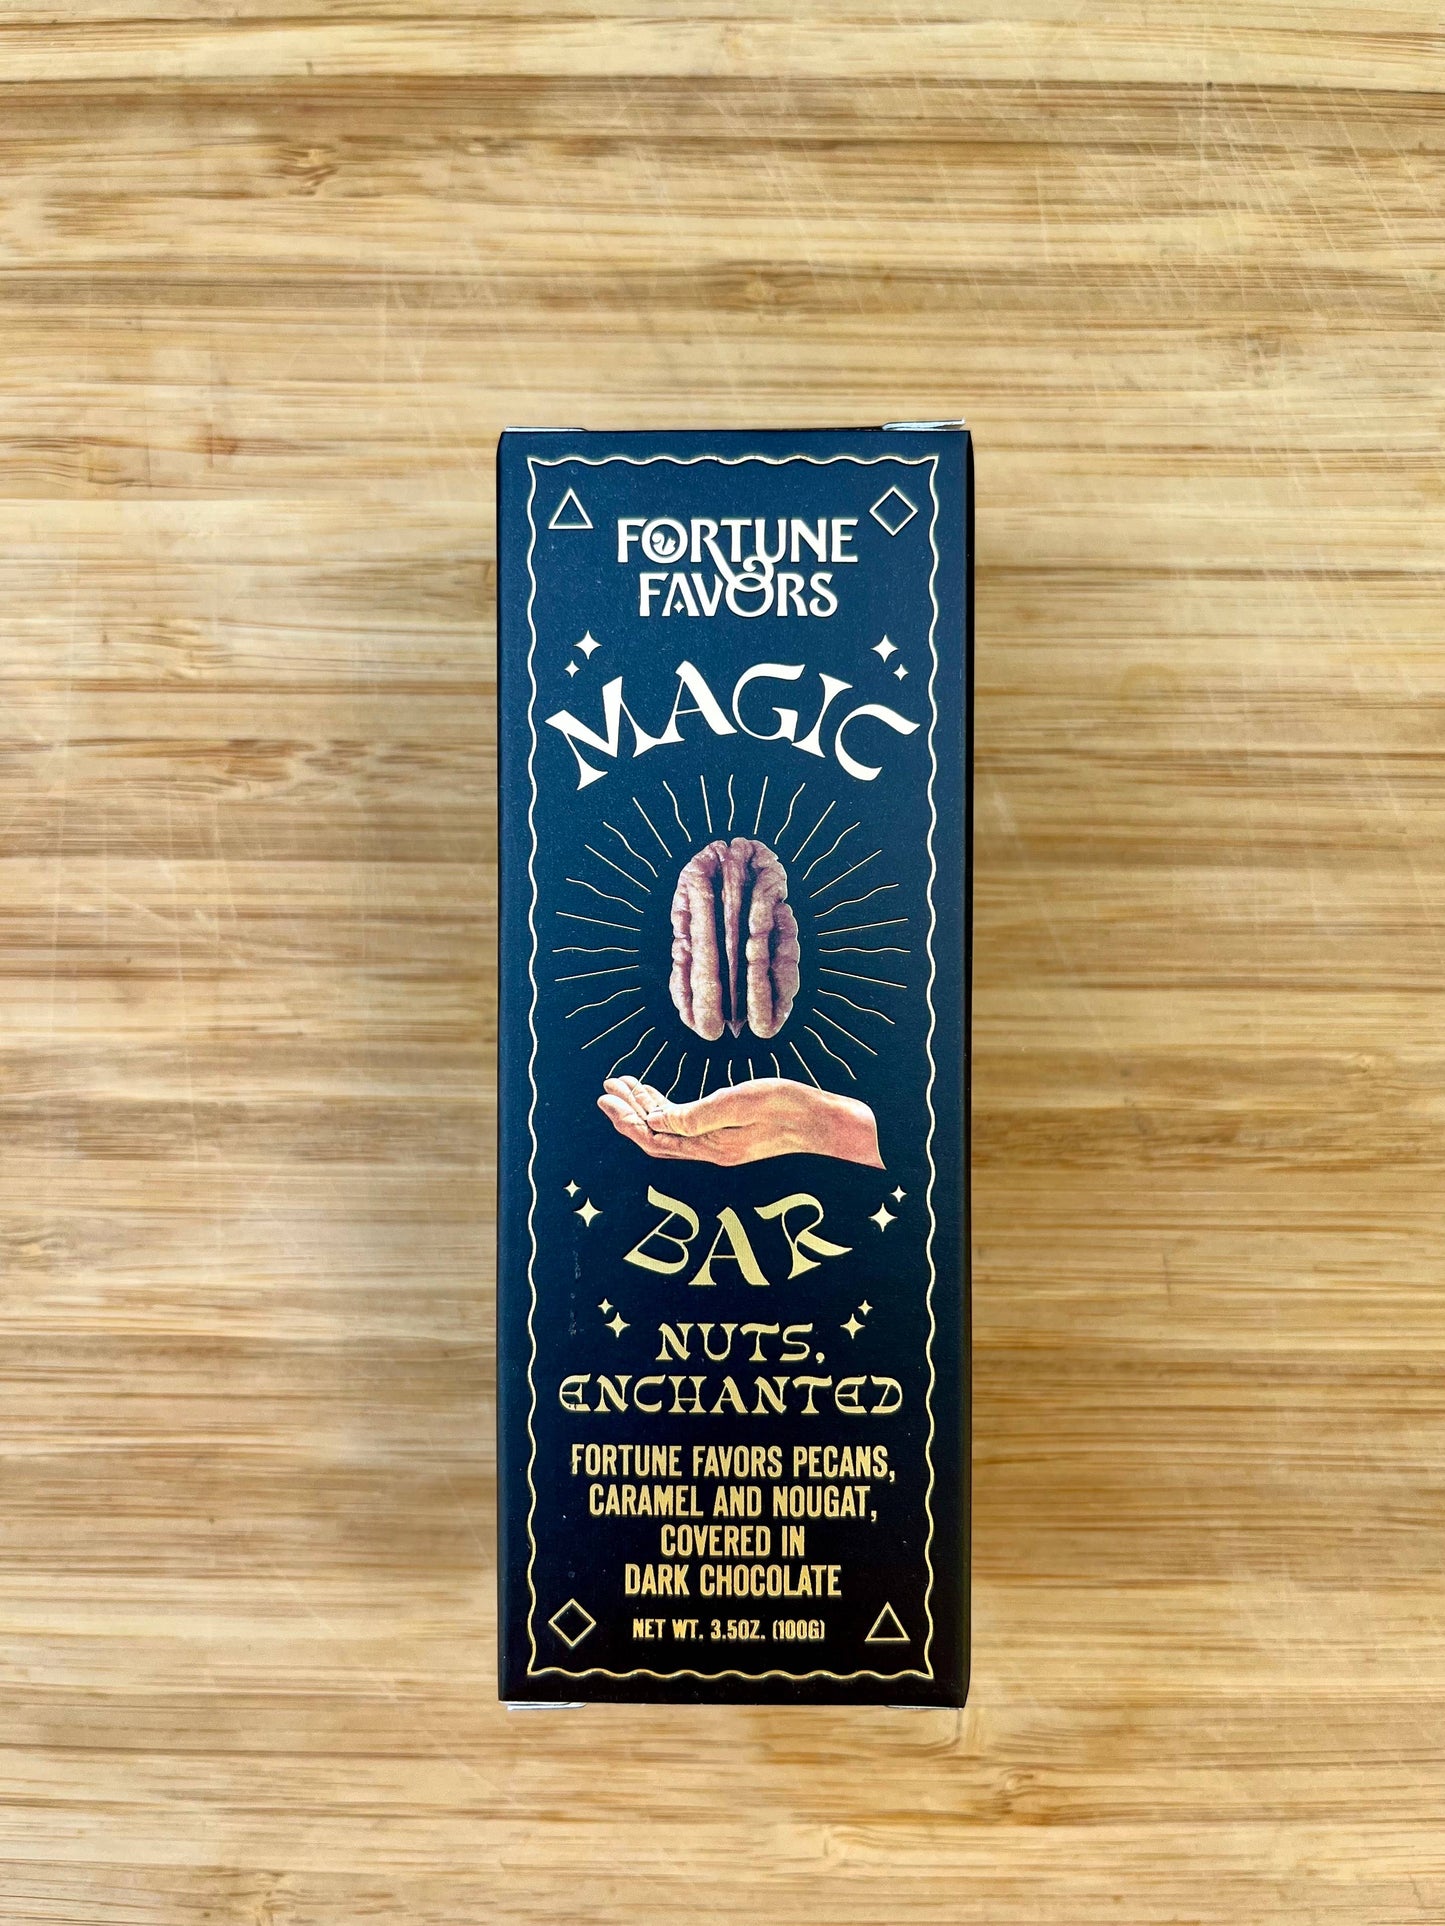 FORTUNE
FAVORS
MAGIC
BAR
NUTS,
ENCHANTED
FORTUNE FAVORS PECANS,
CARAMEL AND NOUGAT,
COVERED IN
DARK CHOCOLATE
NET WT. 3.5OZ. (100G)